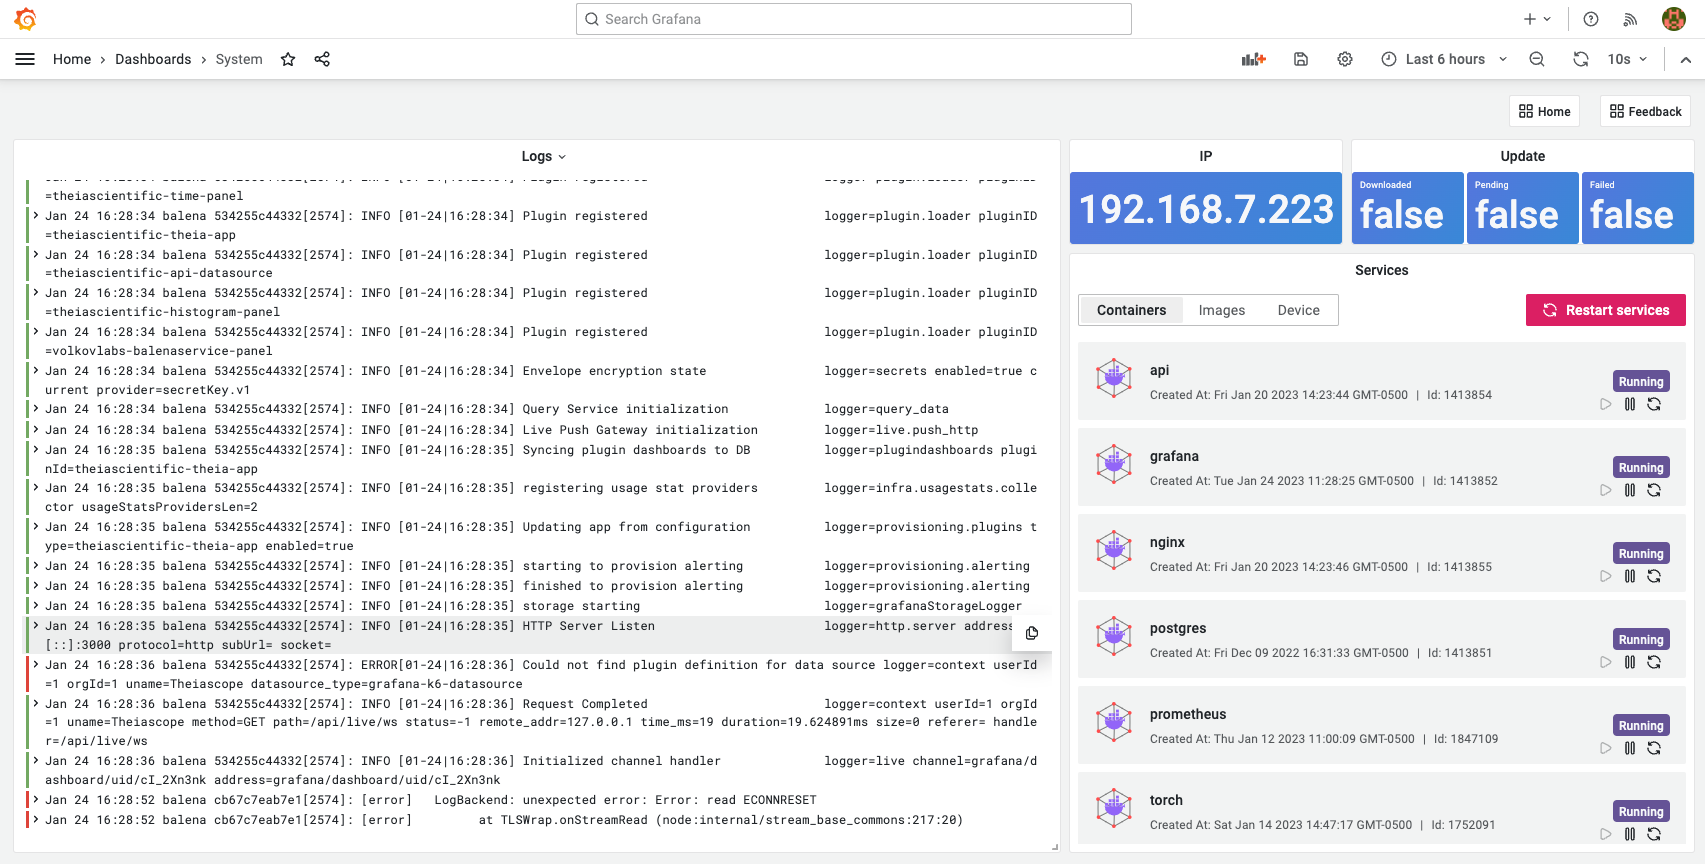 Search Grafana
Home › Dashboards › System
Last 6 hours
10s
Home
Feedback
Logs
=theiascientific-time-panel
Jan 24 16:28:34 balena 534255c44332[2574]: INFO [01-24|16:28:34] Plugin registered logger=plugin.loader pluginID
=theiascientific-theia-app
Jan 24 16:28:34 balena 534255c44332[2574]: INFO [01-24|16:28:34] Plugin registered logger=plugin.loader pluginID
=theiascientific-api-datasource
Jan 24 16:28:34 balena 534255c44332[2574]: INFO [01-24|16:28:34] Plugin registered logger=plugin.loader pluginID
=theiascientific-histogram-panel
Jan 24 16:28:34 balena 534255c44332[2574]: INFO [01-24|16:28:34] Plugin registered logger=plugin.loader pluginID
=volkovlabs-balenaservice-panel
Jan 24 16:28:34 balena 534255c44332[2574]: INFO [01-24|16:28:34] Envelope encryption state logger=secrets enabled=true c
urrent provider=secretKey.v1
Jan 24 16:28:34 balena 534255c44332[2574]: INFO [01-24|16:28:34] Query Service initialization logger=query_data
Jan 24 16:28:34 balena 534255c44332[2574]: INFO [01-24|16:28:34] Live Push Gateway initialization logger=live.push_http
Jan 24 16:28:35 balena 534255c44332[2574]: INFO [01-24|16:28:35] Syncing plugin dashboards to DB logger=plugindashboards plugi
nId=theiascientific-theia-app
Jan 24 16:28:35 balena 534255c44332[2574]: INFO [01-24|16:28:35] registering usage stat providers logger=infra.usagestats.colle
ctor usageStatsProvidersLen=2
Jan 24 16:28:35 balena 534255c44332[2574]: INFO [01-24|16:28:35] Updating app from configuration logger=provisioning.plugins t
ype=theiascientific-theia-app enabled=true
Jan 24 16:28:35 balena 534255c44332[2574]: INFO [01-24|16:28:35] starting to provision alerting logger=provisioning.alerting
Jan 24 16:28:35 balena 534255c44332[2574]: INFO [01-24|16:28:35] finished to provision alerting logger=provisioning.alerting
Jan 24 16:28:35 balena 534255c44332[2574]: INFO [01-24|16:28:35] storage starting logger=grafanaStorageLogger
Jan 24 16:28:35 balena 534255c44332[2574]: INFO [01-24|16:28:35] HTTP Server Listen logger=http.server address
[::]:3000 protocol=http subUrl= socket=
Jan 24 16:28:36 balena 534255c44332[2574]: ERROR[01-24|16:28:36] Could not find plugin definition for data source logger=context userId
=1 orgId=1 uname=Theiascope datasource_type=grafana-k6-datasource
Jan 24 16:28:36 balena 534255c44332[2574]: INFO [01-24|16:28:36] Request Completed logger=context userId=1 orgId
=1 uname=Theiascope method=GET path=/api/live/ws status=-1 remote_addr=127.0.0.1 time_ms=19 duration=19.624891ms size=0 referer= handle
r=/api/live/ws
Jan 24 16:28:36 balena 534255c44332[2574]: INFO [01-24|16:28:36] Initialized channel handler logger=live channel=grafana/d
ashboard/uid/cI_2Xn3nk address=grafana/dashboard/uid/cI_2Xn3nk
Jan 24 16:28:52 balena cb67c7eab7e1[2574]: [error] LogBackend: unexpected error: Error: read ECONNRESET
Jan 24 16:28:52 balena cb67c7eab7e1[2574]: [error] at TLSWrap.onStreamRead (node:internal/stream_base_commons:217:20)
IP
192.168.7.223
Update
Downloaded
false
Pending
false
Failed
false
Services
Containers Images Device
Restart services
api
Running
Created At: Fri Jan 20 2023 14:23:44 GMT-0500 | Id: 1413854
grafana
Running
Created At: Tue Jan 24 2023 11:28:25 GMT-0500 | Id: 1413852
nginx
Running
Created At: Fri Jan 20 2023 14:23:46 GMT-0500 | Id: 1413855
postgres
Running
Created At: Fri Dec 09 2022 16:31:33 GMT-0500 | Id: 1413851
prometheus
Running
Created At: Thu Jan 12 2023 11:00:09 GMT-0500 | Id: 1847109
torch
Running
Created At: Sat Jan 14 2023 14:47:17 GMT-0500 | Id: 1752091